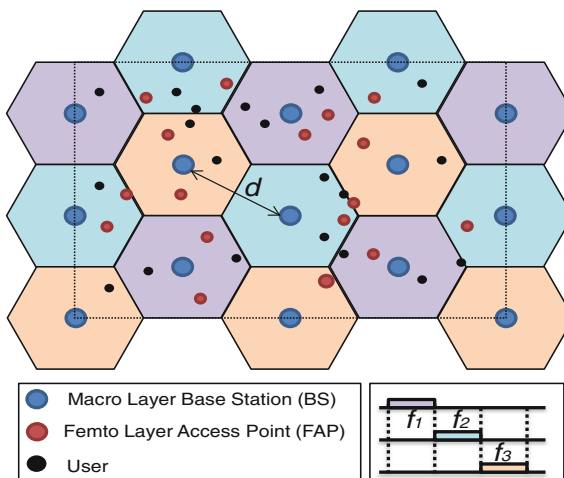 d
Macro Layer Base Station (BS)
Femto Layer Access Point (FAP)
User
f1
f2
f3